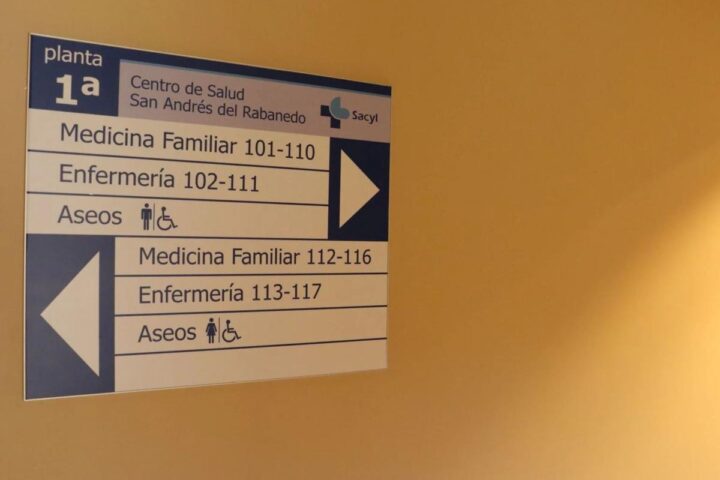 planta
1ª
Centro de Salud
San Andrés del Rabanedo
Sacyl
Medicina Familiar 101-110
Enfermería 102-111
Aseos
Medicina Familiar 112-116
Enfermería 113-117
Aseos